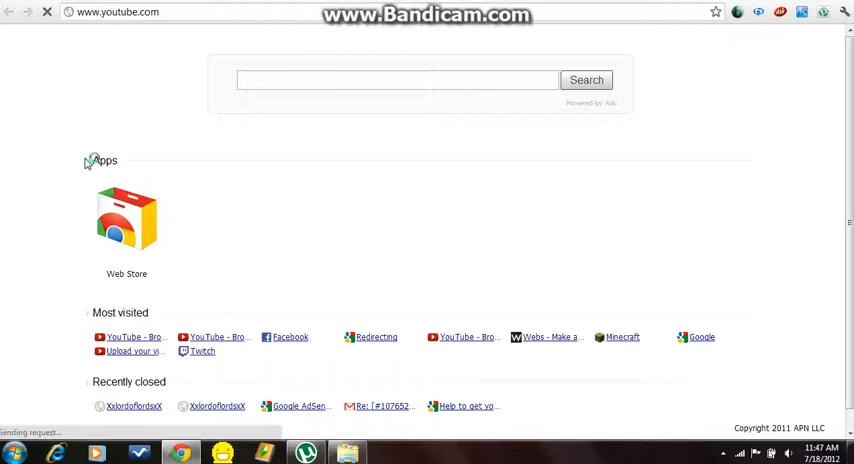 www.youtube.com
www.Bandicam.com
Search
Powered by Ask
Apps
Web Store
Most visited
YouTube - Bro... YouTube - Bro... Facebook Redirecting YouTube - Bro... Webs - Make a... Minecraft Google
Upload your vi... Twitch
Recently closed
XxlordoflordsxX XxlordoflordsxX Google AdSen... Re: [#107652... Help to get yo...
Copyright 2011 APN LLC
Sending request...
11:47 AM
7/18/2012